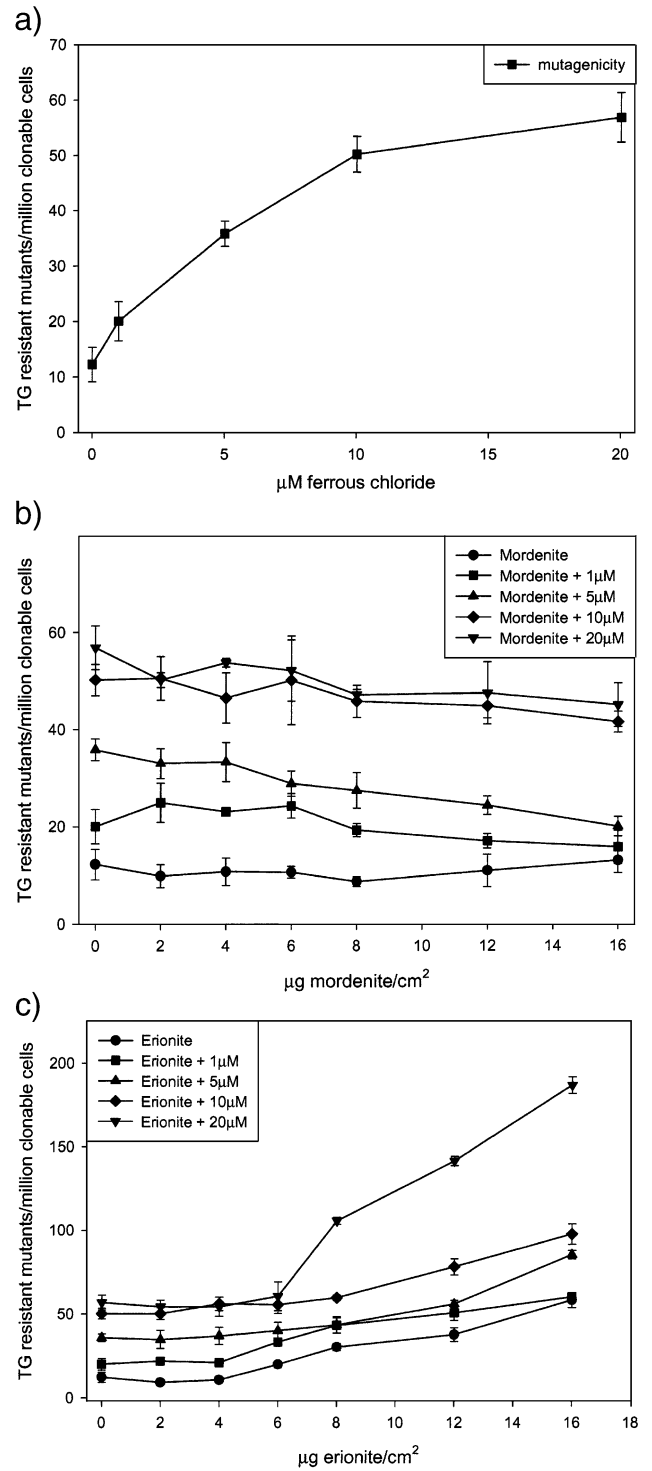 a)
70
60
50
40
30
20
10
0
TG resistant mutants/million clonable cells
mutagenicity
0 5 10 15 20
μM ferrous chloride
b)
60
40
20
0
TG resistant mutants/million clonable cells
Mordenite
Mordenite + 1μM
Mordenite + 5μM
Mordenite + 10μM
Mordenite + 20μM
0 2 4 6 8 10 12 14 16
μg mordenite/cm²
c)
200
150
100
50
0
TG resistant mutants/million clonable cells
Erionite
Erionite + 1μM
Erionite + 5μM
Erionite + 10μM
Erionite + 20μM
0 2 4 6 8 10 12 14 16 18
μg erionite/cm²